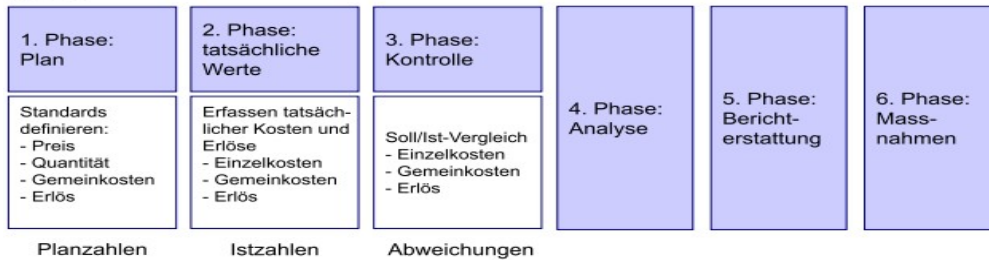 1. Phase:
Plan
Standards
definieren:
- Preis
- Quantität
- Gemeinkosten
- Erlös
Planzahlen
2. Phase:
tatsächliche
Werte
Erfassen tatsäch-
licher Kosten und
Erlöse
- Einzelkosten
- Gemeinkosten
- Erlös
Istzahlen
3. Phase:
Kontrolle
Soll/Ist-Vergleich
- Einzelkosten
- Gemeinkosten
- Erlös
Abweichungen
4. Phase:
Analyse
5. Phase:
Bericht-
erstattung
6. Phase:
Mass-
nahmen